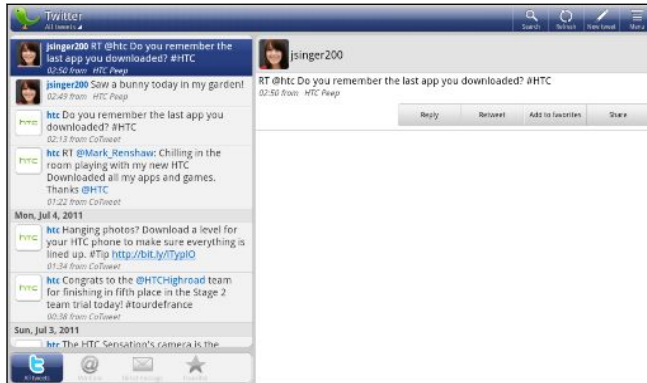 Twitter
All tweets
Search
Refresh
New tweet
Menu
jsinger200 RT @htc Do you remember the
last app you downloaded? #HTC
02:50 from HTC Peep
jsinger200 Saw a bunny today in my garden!
02:49 from HTC Peep
htc Do you remember the last app you
downloaded? #HTC
02:13 from CoTweet
htc RT @Mark_Renshaw: Chilling in the
room playing with my new HTC
Downloaded all my apps and games.
Thanks @HTC
01:22 from CoTweet
Mon, Jul 4, 2011
htc Hanging photos? Download a level for
your HTC phone to make sure everything is
lined up. #Tip http://bit.ly/lTypIO
01:34 from CoTweet
htc Congrats to the @HTCHighroad team
for finishing in fifth place in the Stage 2
team trial today! #tourdefrance
00:38 from CoTweet
Sun, Jul 3, 2011
htc The HTC Sensation's camera is the
All tweets
jsinger200
RT @htc Do you remember the last app you downloaded? #HTC
02:50 from HTC Peep
Reply
Retweet
Add to favorites
Share